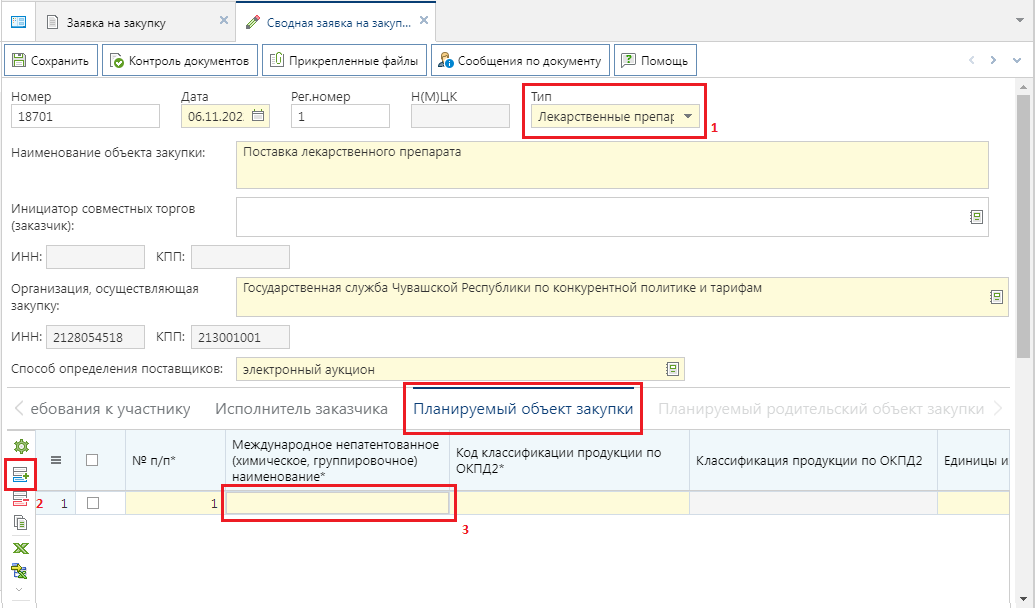 Заявка на закупку
Сводная заявка на закуп...
Сохранить
Контроль документов
Прикрепленные файлы
Сообщения по документу
Помощь
Номер
Дата
Рег.номер
Н(М)ЦК
Тип
18701
06.11.202
1
Лекарственные препар
1
Наименование объекта закупки:
Поставка лекарственного препарата
Инициатор совместных торгов
(заказчик):
ИНН:
КПП:
Организация, осуществляющая
закупку:
Государственная служба Чувашской Республики по конкурентной политике и тарифам
ИНН:
2128054518
КПП:
213001001
Способ определения поставщиков:
электронный аукцион
ебования к участнику
Исполнитель заказчика
Планируемый объект закупки
Планируемый родительский объект закупки
№ п/п*
Международное непатентованное
(химическое, группировочное)
наименование*
Код классификации продукции по
ОКПД2*
Классификация продукции по ОКПД2
Единицы и
2
1
1
3